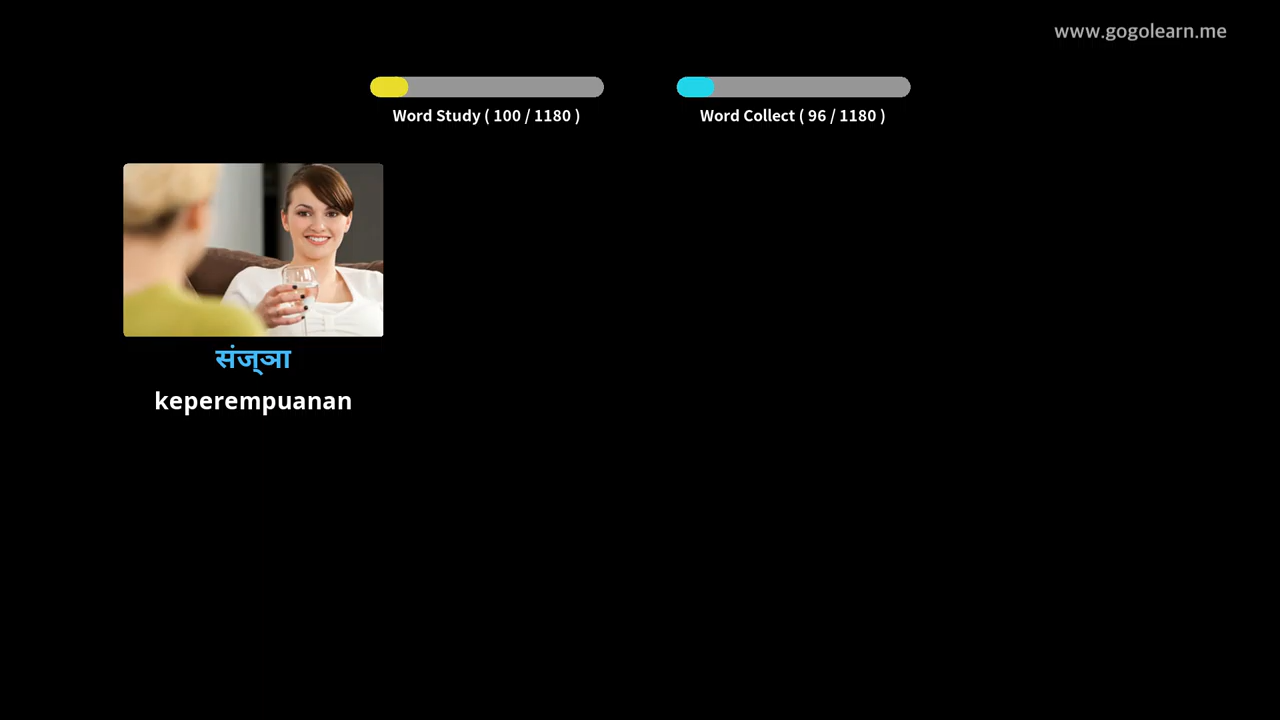 www.gogolearn.me
Word Study ( 100 / 1180 )
Word Collect ( 96 / 1180 )
संज्ञा
keperempuanan